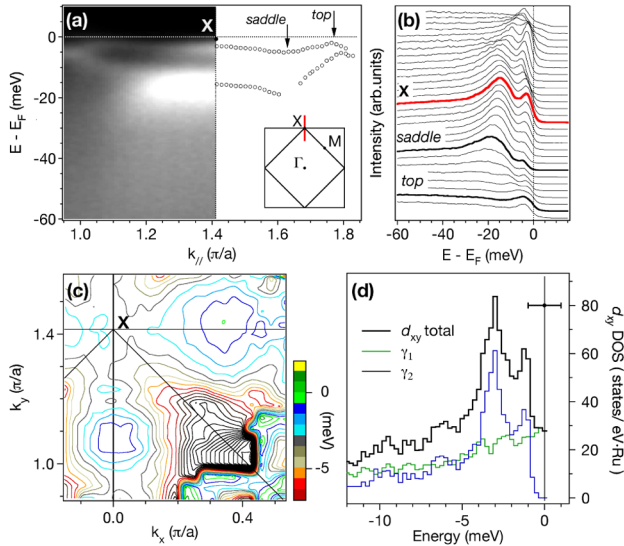 (a)
X
saddle
top
0
-20
-40
-60
E - E_F (meV)
X
M
Γ
1.0
1.2
1.4
1.6
1.8
k_// (π/a)
(b)
X
saddle
top
Intensity (arb.units)
-60
-40
-20
0
E - E_F (meV)
(c)
X
1.4
1.2
1.0
k_y (π/a)
0.0
0.4
k_x (π/a)
0
-5
(meV)
(d)
d_xy total
γ_1
γ_2
80
60
40
20
0
d_xy DOS ( states/ eV-Ru )
-10
-5
0
Energy (meV)